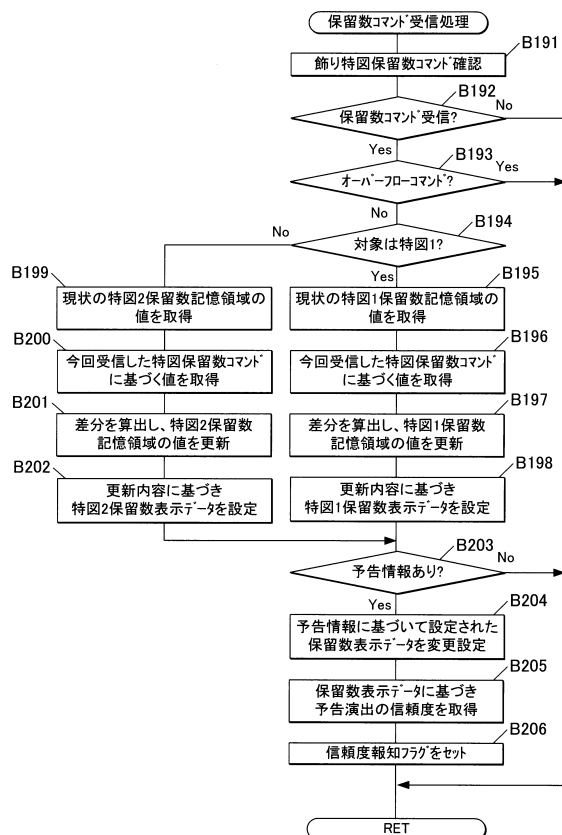 保留数コマンド受信処理
B191
飾り特図保留数コマンド確認
B192
保留数コマンド受信?
No
Yes
B193
オーバーフローコマンド?
Yes
No
B194
対象は特図1?
No
Yes
B199
現状の特図2保留数記憶領域の
値を取得
B195
現状の特図1保留数記憶領域の
値を取得
B200
今回受信した特図保留数コマンド
に基づく値を取得
B196
今回受信した特図保留数コマンド
に基づく値を取得
B201
差分を算出し、特図2保留数
記憶領域の値を更新
B197
差分を算出し、特図1保留数
記憶領域の値を更新
B202
更新内容に基づき
特図2保留数表示データを設定
B198
更新内容に基づき
特図1保留数表示データを設定
B203
予告情報あり?
No
Yes
B204
予告情報に基づいて設定された
保留数表示データを変更設定
B205
保留数表示データに基づき
予告演出の信頼度を取得
B206
信頼度報知フラグをセット
RET